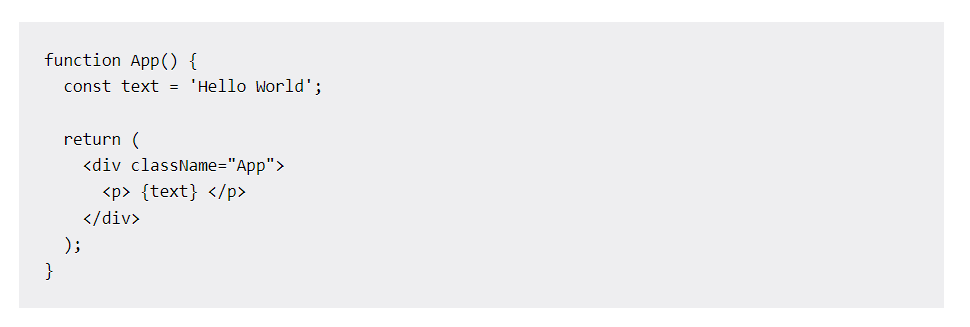 function App() {
  const text = 'Hello World';

  return (
    <div className="App">
      <p> {text} </p>
    </div>
  );
}